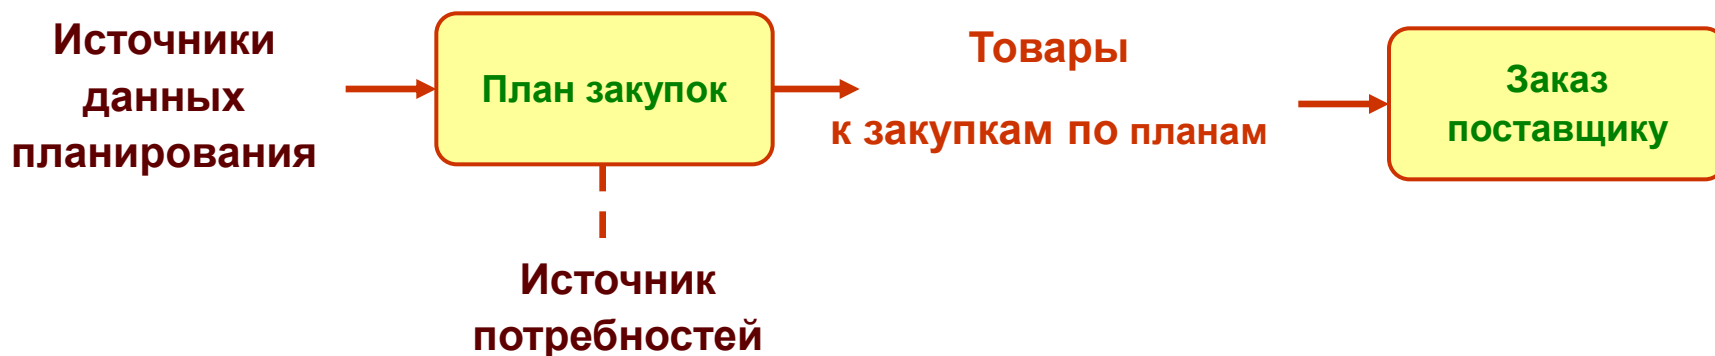 Источники
данных
планирования
План закупок
Товары
к закупкам по планам
Заказ
поставщику
Источник
потребностей